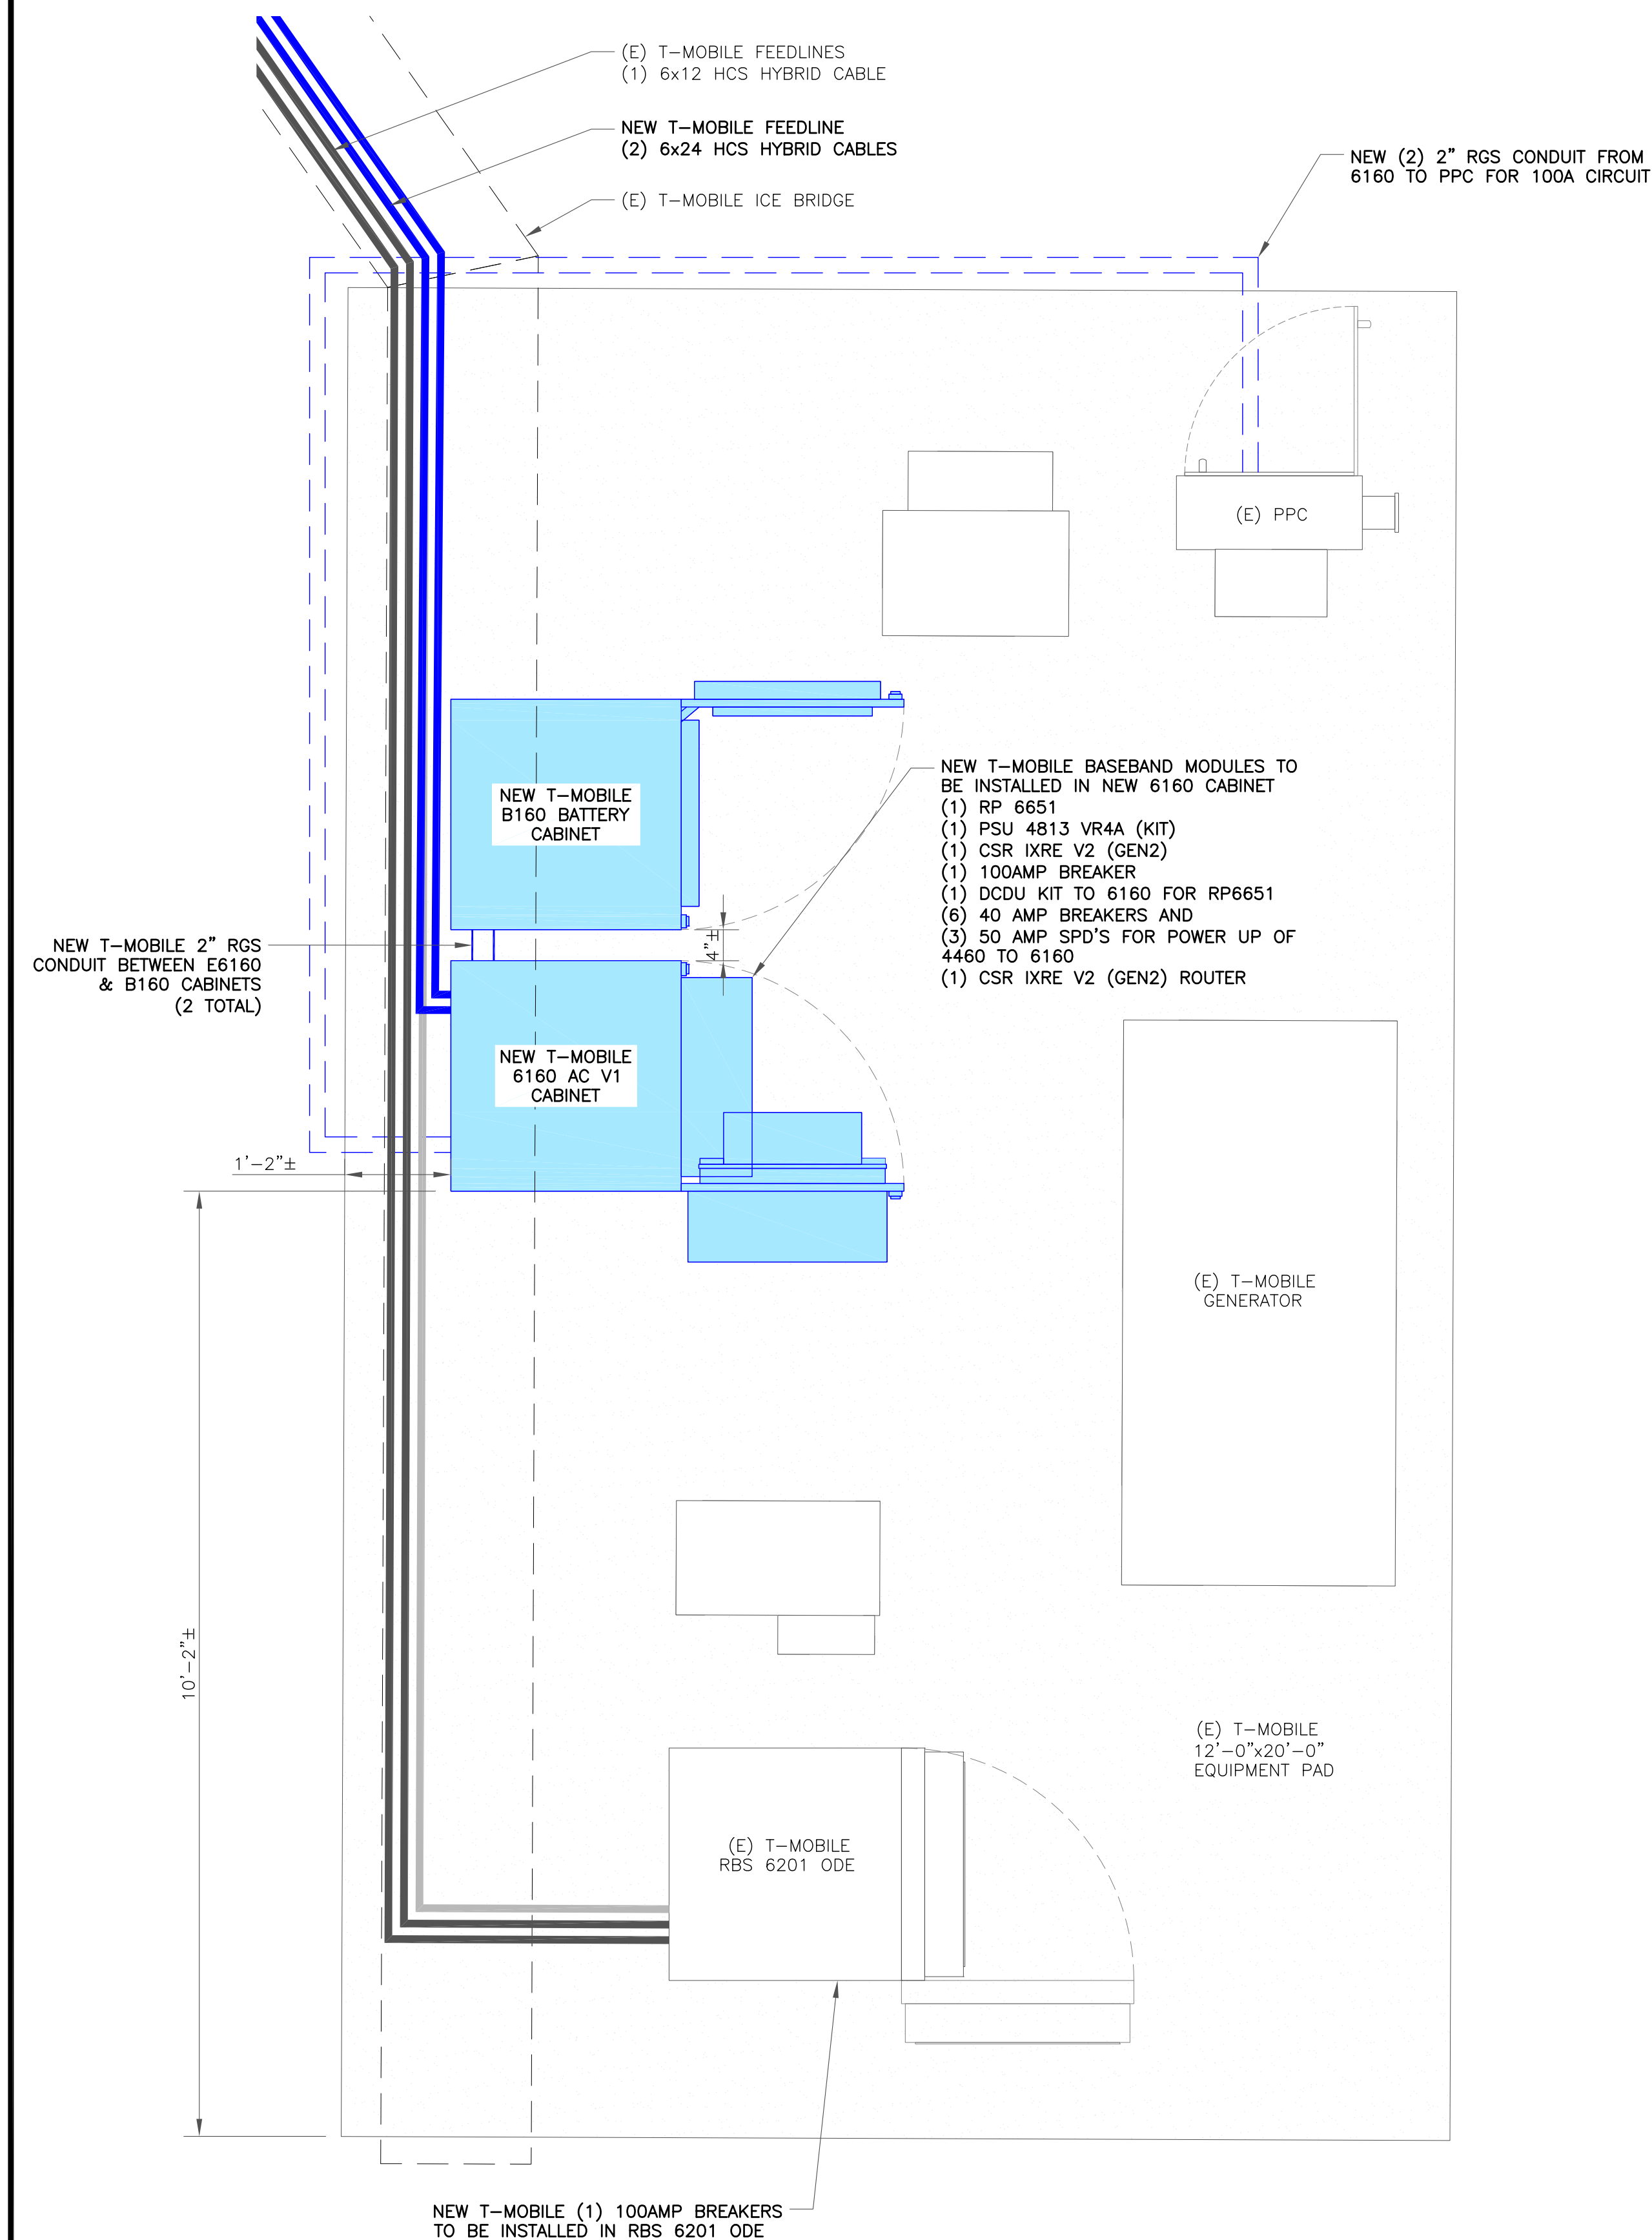 (E) T-MOBILE FEEDLINES
(1) 6x12 HCS HYBRID CABLE
NEW T-MOBILE FEEDLINE
(2) 6x24 HCS HYBRID CABLES
(E) T-MOBILE ICE BRIDGE
NEW (2) 2" RGS CONDUIT FROM
6160 TO PPC FOR 100A CIRCUIT
(E) PPC
NEW T-MOBILE
B160 BATTERY
CABINET
NEW T-MOBILE BASEBAND MODULES TO
BE INSTALLED IN NEW 6160 CABINET
(1) RP 6651
(1) PSU 4813 VR4A (KIT)
(1) CSR IXRE V2 (GEN2)
(1) 100AMP BREAKER
(1) DCDU KIT TO 6160 FOR RP6651
(6) 40 AMP BREAKERS AND
(3) 50 AMP SPD'S FOR POWER UP OF
4460 TO 6160
(1) CSR IXRE V2 (GEN2) ROUTER
4"±
NEW T-MOBILE 2" RGS
CONDUIT BETWEEN E6160
& B160 CABINETS
(2 TOTAL)
NEW T-MOBILE
6160 AC V1
CABINET
1'-2"±
(E) T-MOBILE
GENERATOR
10'-2"±
(E) T-MOBILE
12'-0"x20'-0"
EQUIPMENT PAD
(E) T-MOBILE
RBS 6201 ODE
NEW T-MOBILE (1) 100AMP BREAKERS
TO BE INSTALLED IN RBS 6201 ODE